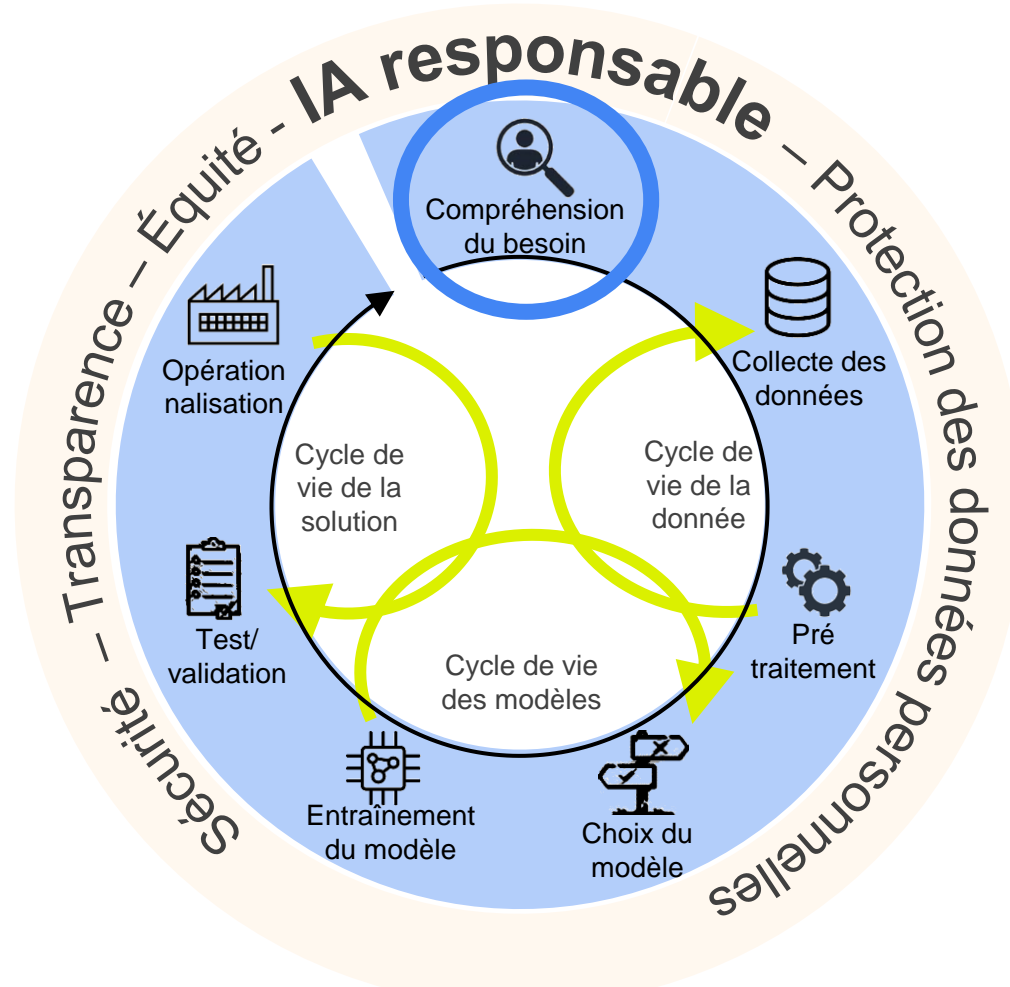 Sécurité – Transparence – Équité - IA responsable – Protection des données personnelles
Compréhension
du besoin
Collecte des
données
Pré
traitement
Choix du
modèle
Entraînement
du modèle
Test/
validation
Opération
nalisation
Cycle de
vie de la
solution
Cycle de
vie de la
donnée
Cycle de vie
des modèles